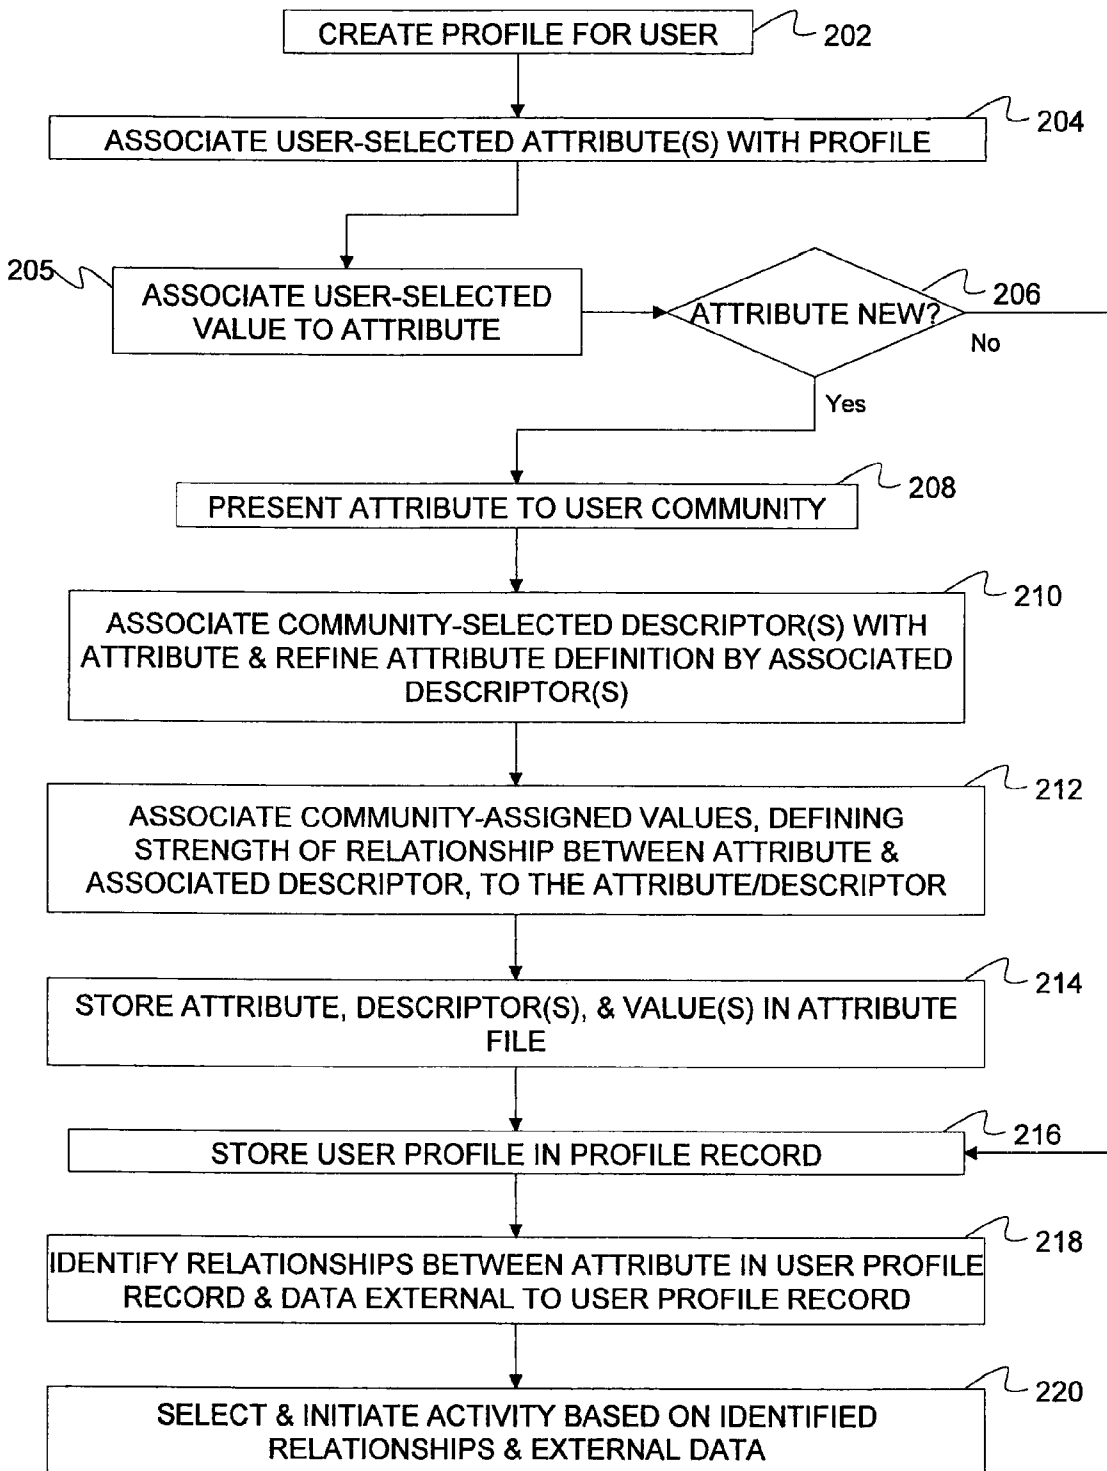 CREATE PROFILE FOR USER
202
204
ASSOCIATE USER-SELECTED ATTRIBUTE(S) WITH PROFILE
205
ASSOCIATE USER-SELECTED
VALUE TO ATTRIBUTE
206
ATTRIBUTE NEW?
No
Yes
208
PRESENT ATTRIBUTE TO USER COMMUNITY
210
ASSOCIATE COMMUNITY-SELECTED DESCRIPTOR(S) WITH
ATTRIBUTE & REFINE ATTRIBUTE DEFINITION BY ASSOCIATED
DESCRIPTOR(S)
212
ASSOCIATE COMMUNITY-ASSIGNED VALUES, DEFINING
STRENGTH OF RELATIONSHIP BETWEEN ATTRIBUTE &
ASSOCIATED DESCRIPTOR, TO THE ATTRIBUTE/DESCRIPTOR
214
STORE ATTRIBUTE, DESCRIPTOR(S), & VALUE(S) IN ATTRIBUTE
FILE
216
STORE USER PROFILE IN PROFILE RECORD
218
IDENTIFY RELATIONSHIPS BETWEEN ATTRIBUTE IN USER PROFILE
RECORD & DATA EXTERNAL TO USER PROFILE RECORD
220
SELECT & INITIATE ACTIVITY BASED ON IDENTIFIED
RELATIONSHIPS & EXTERNAL DATA